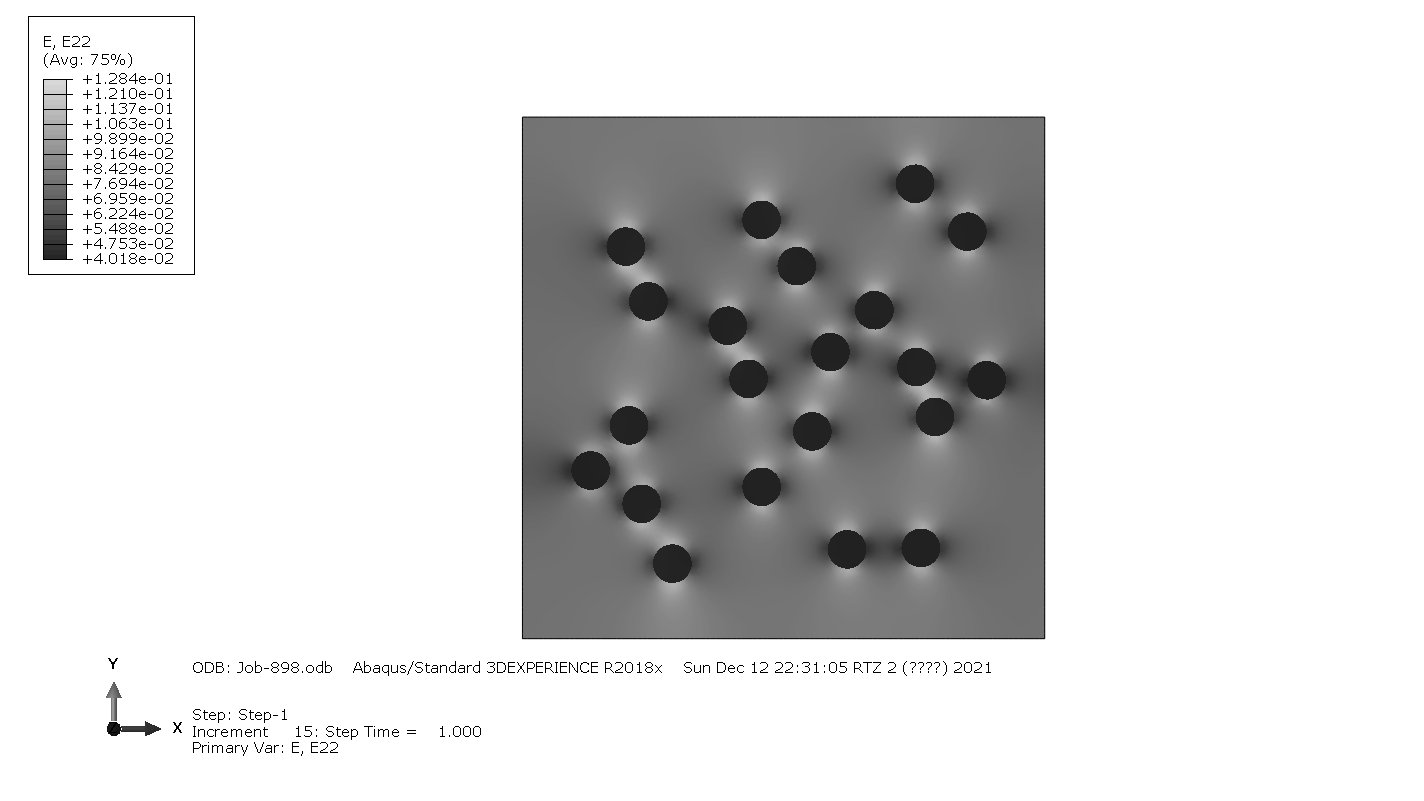 E, E22
(Avg: 75%)
+1.284e-01
+1.210e-01
+1.137e-01
+1.063e-01
+9.899e-02
+9.164e-02
+8.429e-02
+7.694e-02
+6.959e-02
+6.224e-02
+5.488e-02
+4.753e-02
+4.018e-02
Y
X
ODB: Job-898.odb Abaqus/Standard 3DEXPERIENCE R2018x Sun Dec 12 22:31:05 RTZ 2 (????) 2021
Step: Step-1
Increment 15: Step Time = 1.000
Primary Var: E, E22